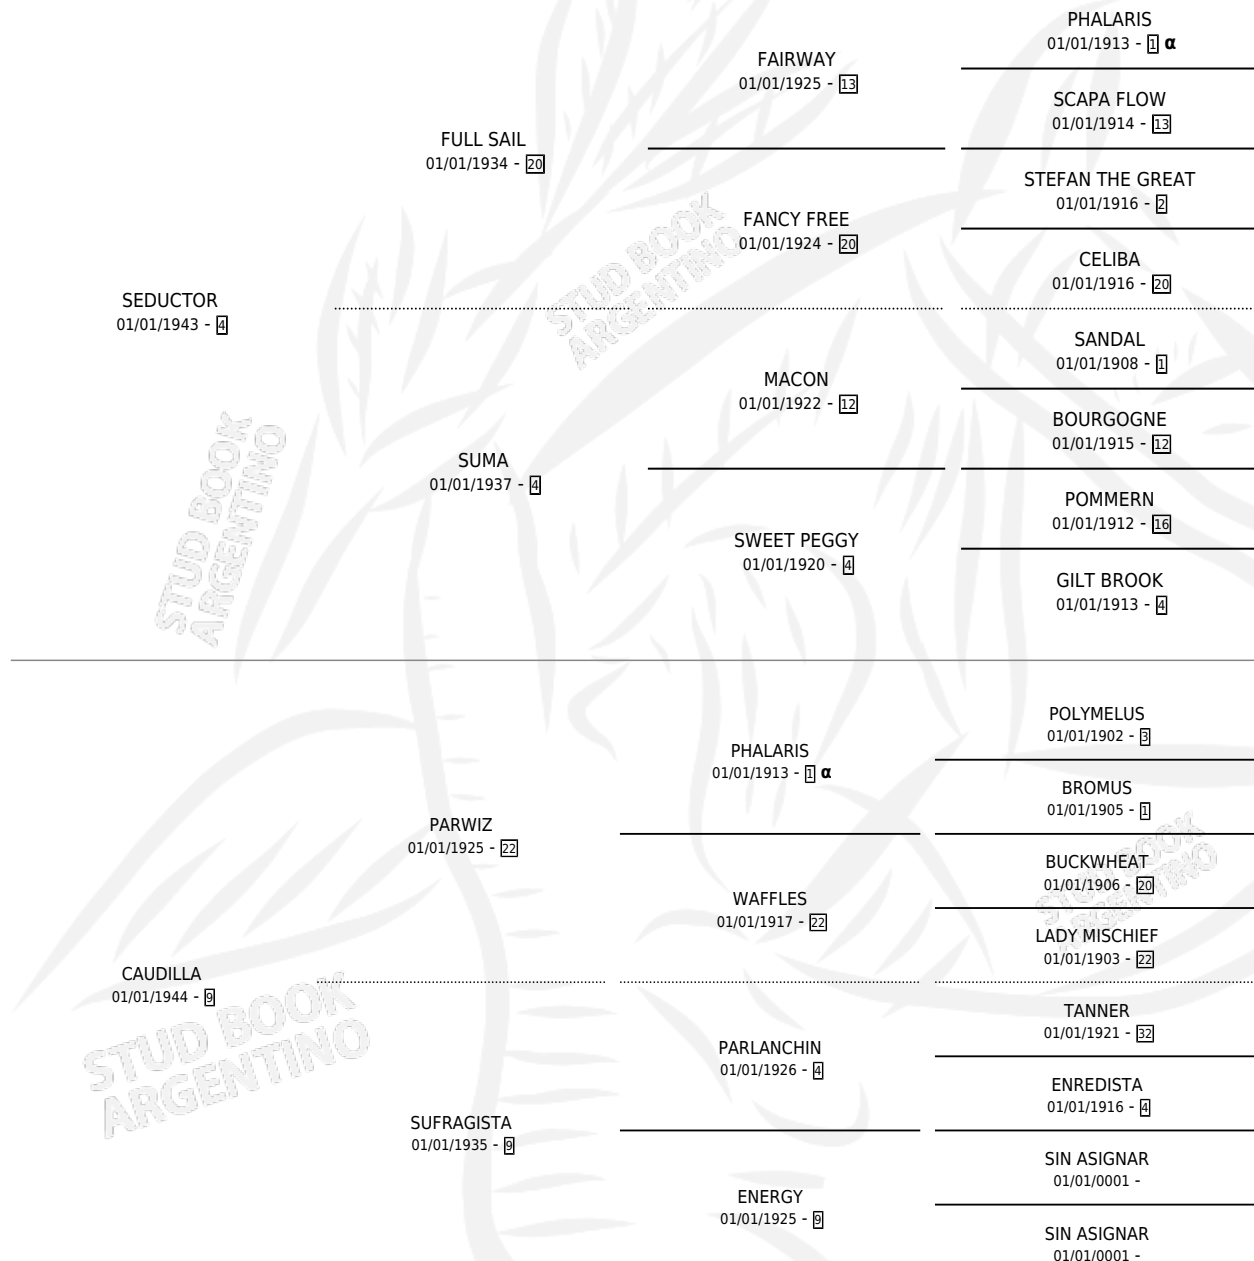 PHALARIS
01/01/1913 - 1 α
FAIRWAY
01/01/1925 - 13
SCAPA FLOW
01/01/1914 - 13
FULL SAIL
01/01/1934 - 20
STEFAN THE GREAT
01/01/1916 - 2
FANCY FREE
01/01/1924 - 20
CELIBA
01/01/1916 - 20
SEDUCTOR
01/01/1943 - 4
SANDAL
01/01/1908 - 1
MACON
01/01/1922 - 12
BOURGOGNE
01/01/1915 - 12
SUMA
01/01/1937 - 4
POMMERN
01/01/1912 - 16
SWEET PEGGY
01/01/1920 - 4
GILT BROOK
01/01/1913 - 4
POLYMELUS
01/01/1902 - 3
PHALARIS
01/01/1913 - 1 α
BROMUS
01/01/1905 - 1
PARWIZ
01/01/1925 - 22
BUCKWHEAT
01/01/1906 - 20
WAFFLES
01/01/1917 - 22
LADY MISCHIEF
01/01/1903 - 22
CAUDILLA
01/01/1944 - 9
TANNER
01/01/1921 - 32
PARLANCHIN
01/01/1926 - 4
ENREDISTA
01/01/1916 - 4
SUFRAGISTA
01/01/1935 - 9
SIN ASIGNAR
01/01/0001 -
ENERGY
01/01/1925 - 9
SIN ASIGNAR
01/01/0001 -
STUD BOOK
ARGENTINO
STUD BOOK
ARGENTINO
STUD BOOK
ARGENTINO
STUD BOOK
ARGENTINO